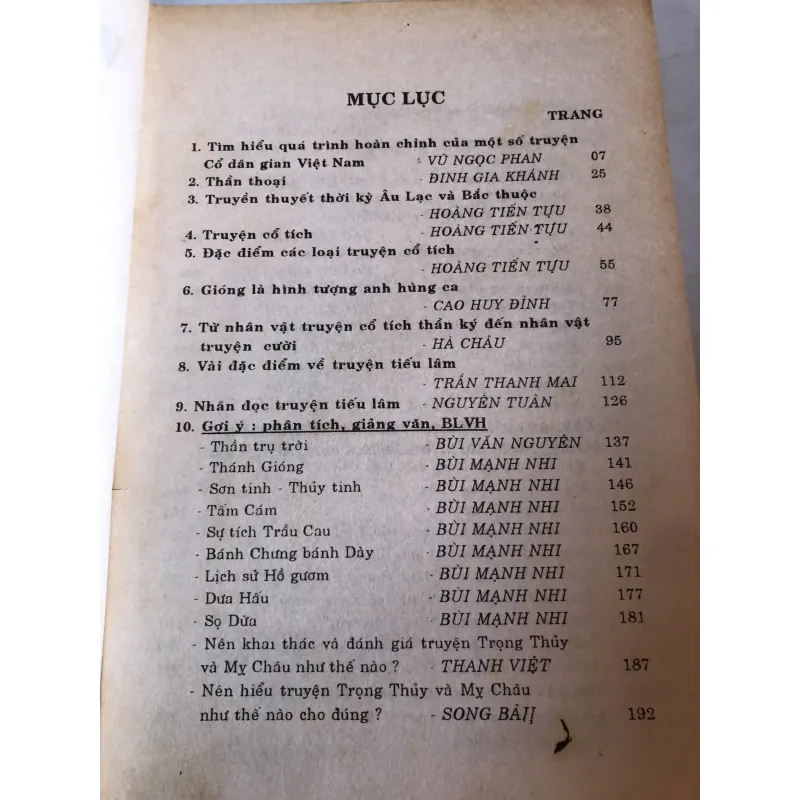 MỤC LỤC
TRANG
1. Tìm hiểu quá trình hoàn chỉnh của một số truyện
Cổ dân gian Việt Nam - VŨ NGỌC PHAN 07
2. Thần thoại - ĐINH GIA KHÁNH 25
3. Truyền thuyết thời kỳ Âu Lạc và Bắc thuộc
- HOÀNG TIẾN TỰU 38
4. Truyện cổ tích - HOÀNG TIẾN TỰU 44
5. Đặc điểm các loại truyện cổ tích
- HOÀNG TIẾN TỰU 55
6. Gióng là hình tượng anh hùng ca
- CAO HUY ĐỈNH 77
7. Từ nhân vật truyện cổ tích thần kỳ đến nhân vật
truyện cười - HÀ CHÂU 95
8. Vài đặc điểm về truyện tiếu lâm
- TRẦN THANH MAI 112
9. Nhân đọc truyện tiếu lâm - NGUYỄN TUÂN 126
10. Gợi ý : phân tích, giảng văn, BLVH
- Thần trụ trời - BÙI VĂN NGUYÊN 137
- Thánh Gióng - BÙI MẠNH NHI 141
- Sơn tinh - Thủy tinh - BÙI MẠNH NHI 146
- Tấm Cám - BÙI MẠNH NHI 152
- Sự tích Trầu Cau - BÙI MẠNH NHI 160
- Bánh Chưng bánh Dày - BÙI MẠNH NHI 167
- Lịch sử Hồ gươm - BÙI MẠNH NHI 171
- Dưa Hấu - BÙI MẠNH NHI 177
- Sọ Dừa - BÙI MẠNH NHI 181
- Nên khai thác và đánh giá truyện Trọng Thủy
và Mỵ Châu như thế nào ? - THANH VIỆT 187
- Nên hiểu truyện Trọng Thủy và Mỵ Châu
như thế nào cho đúng ? - SONG 192